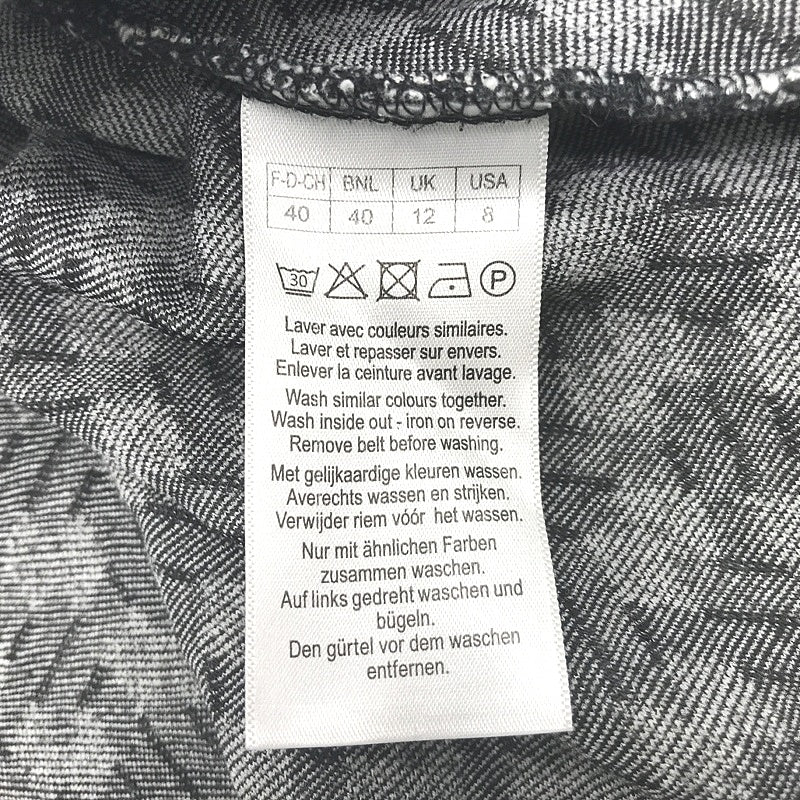 F-D-CH BNL UK USA
40 40 12 8
30 P
Laver avec couleurs similaires.
Laver et repasser sur envers.
Enlever la ceinture avant lavage.
Wash similar colours together.
Wash inside out - iron on reverse.
Remove belt before washing.
Met gelijkaardige kleuren wassen.
Averechts wassen en strijken.
Verwijder riem vóór het wassen.
Nur mit ähnlichen Farben
zusammen waschen.
Auf links gedreht waschen und
bügeln.
Den gürtel vor dem waschen
entfernen.